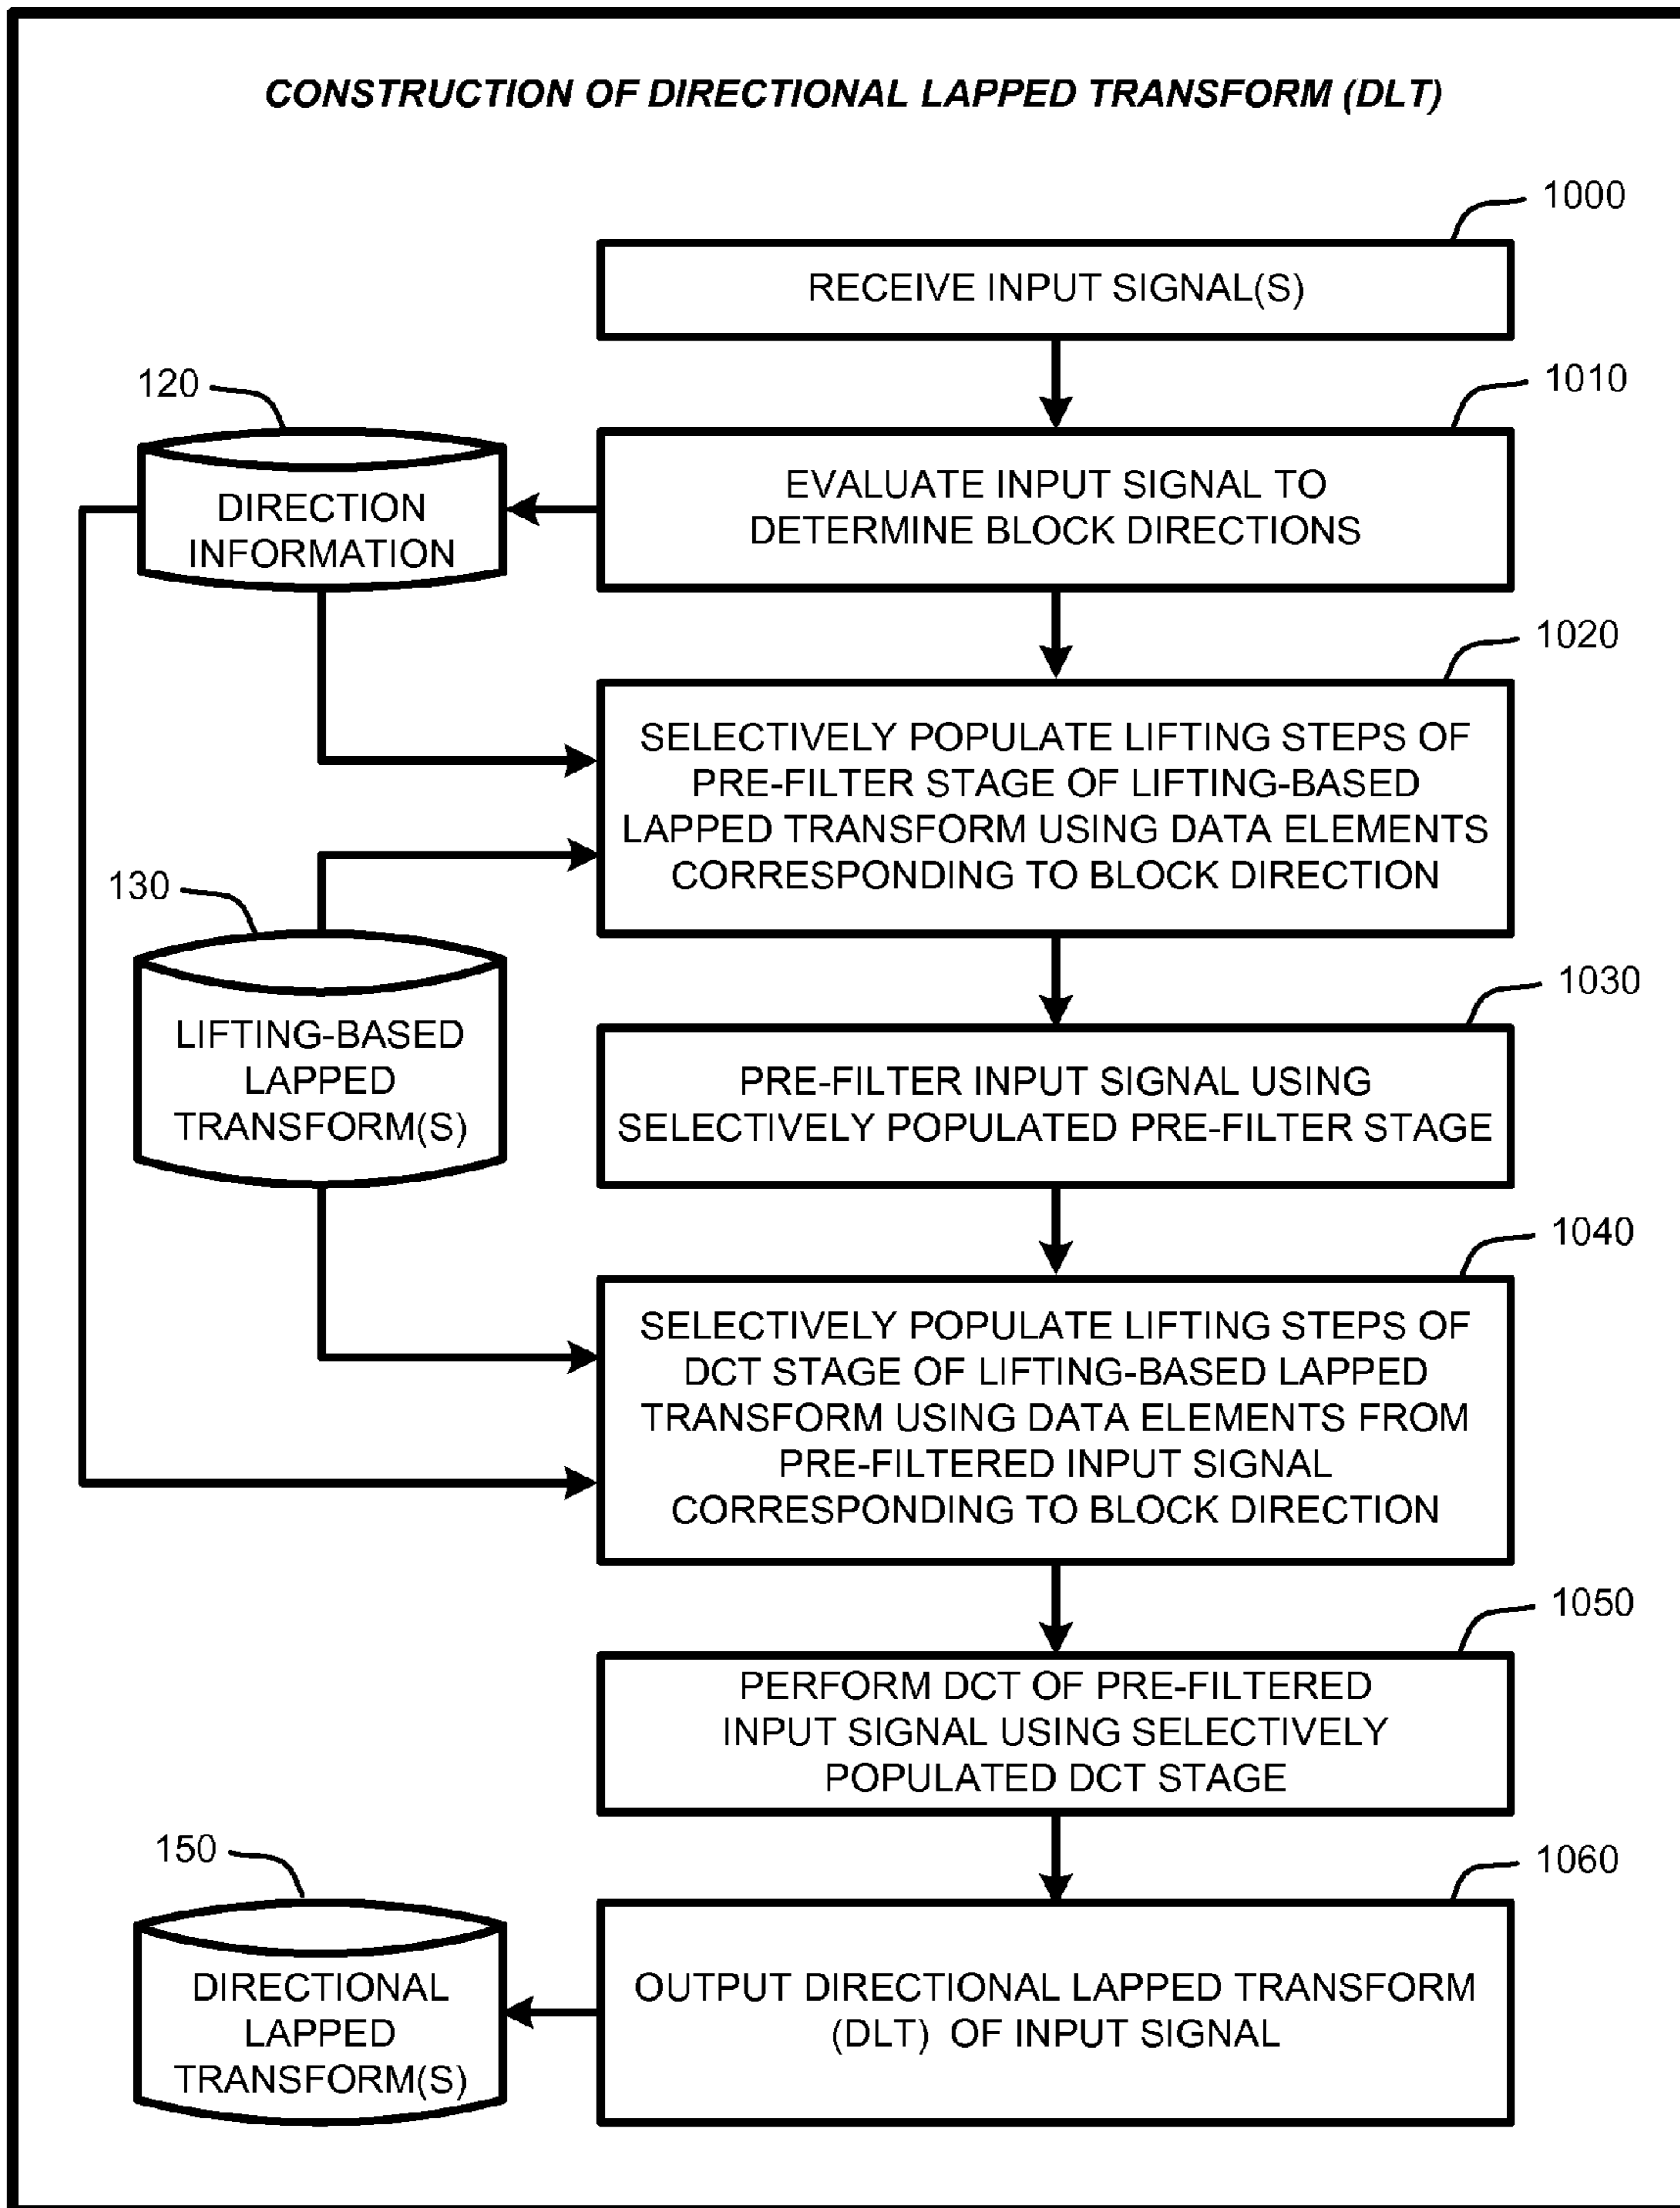 CONSTRUCTION OF DIRECTIONAL LAPPED TRANSFORM (DLT)
1000
RECEIVE INPUT SIGNAL(S)
120
1010
DIRECTION
INFORMATION
EVALUATE INPUT SIGNAL TO
DETERMINE BLOCK DIRECTIONS
1020
SELECTIVELY POPULATE LIFTING STEPS OF
PRE-FILTER STAGE OF LIFTING-BASED
LAPPED TRANSFORM USING DATA ELEMENTS
CORRESPONDING TO BLOCK DIRECTION
130
LIFTING-BASED
LAPPED
TRANSFORM(S)
1030
PRE-FILTER INPUT SIGNAL USING
SELECTIVELY POPULATED PRE-FILTER STAGE
1040
SELECTIVELY POPULATE LIFTING STEPS OF
DCT STAGE OF LIFTING-BASED LAPPED
TRANSFORM USING DATA ELEMENTS FROM
PRE-FILTERED INPUT SIGNAL
CORRESPONDING TO BLOCK DIRECTION
1050
PERFORM DCT OF PRE-FILTERED
INPUT SIGNAL USING SELECTIVELY
POPULATED DCT STAGE
150
1060
DIRECTIONAL
LAPPED
TRANSFORM(S)
OUTPUT DIRECTIONAL LAPPED TRANSFORM
(DLT) OF INPUT SIGNAL